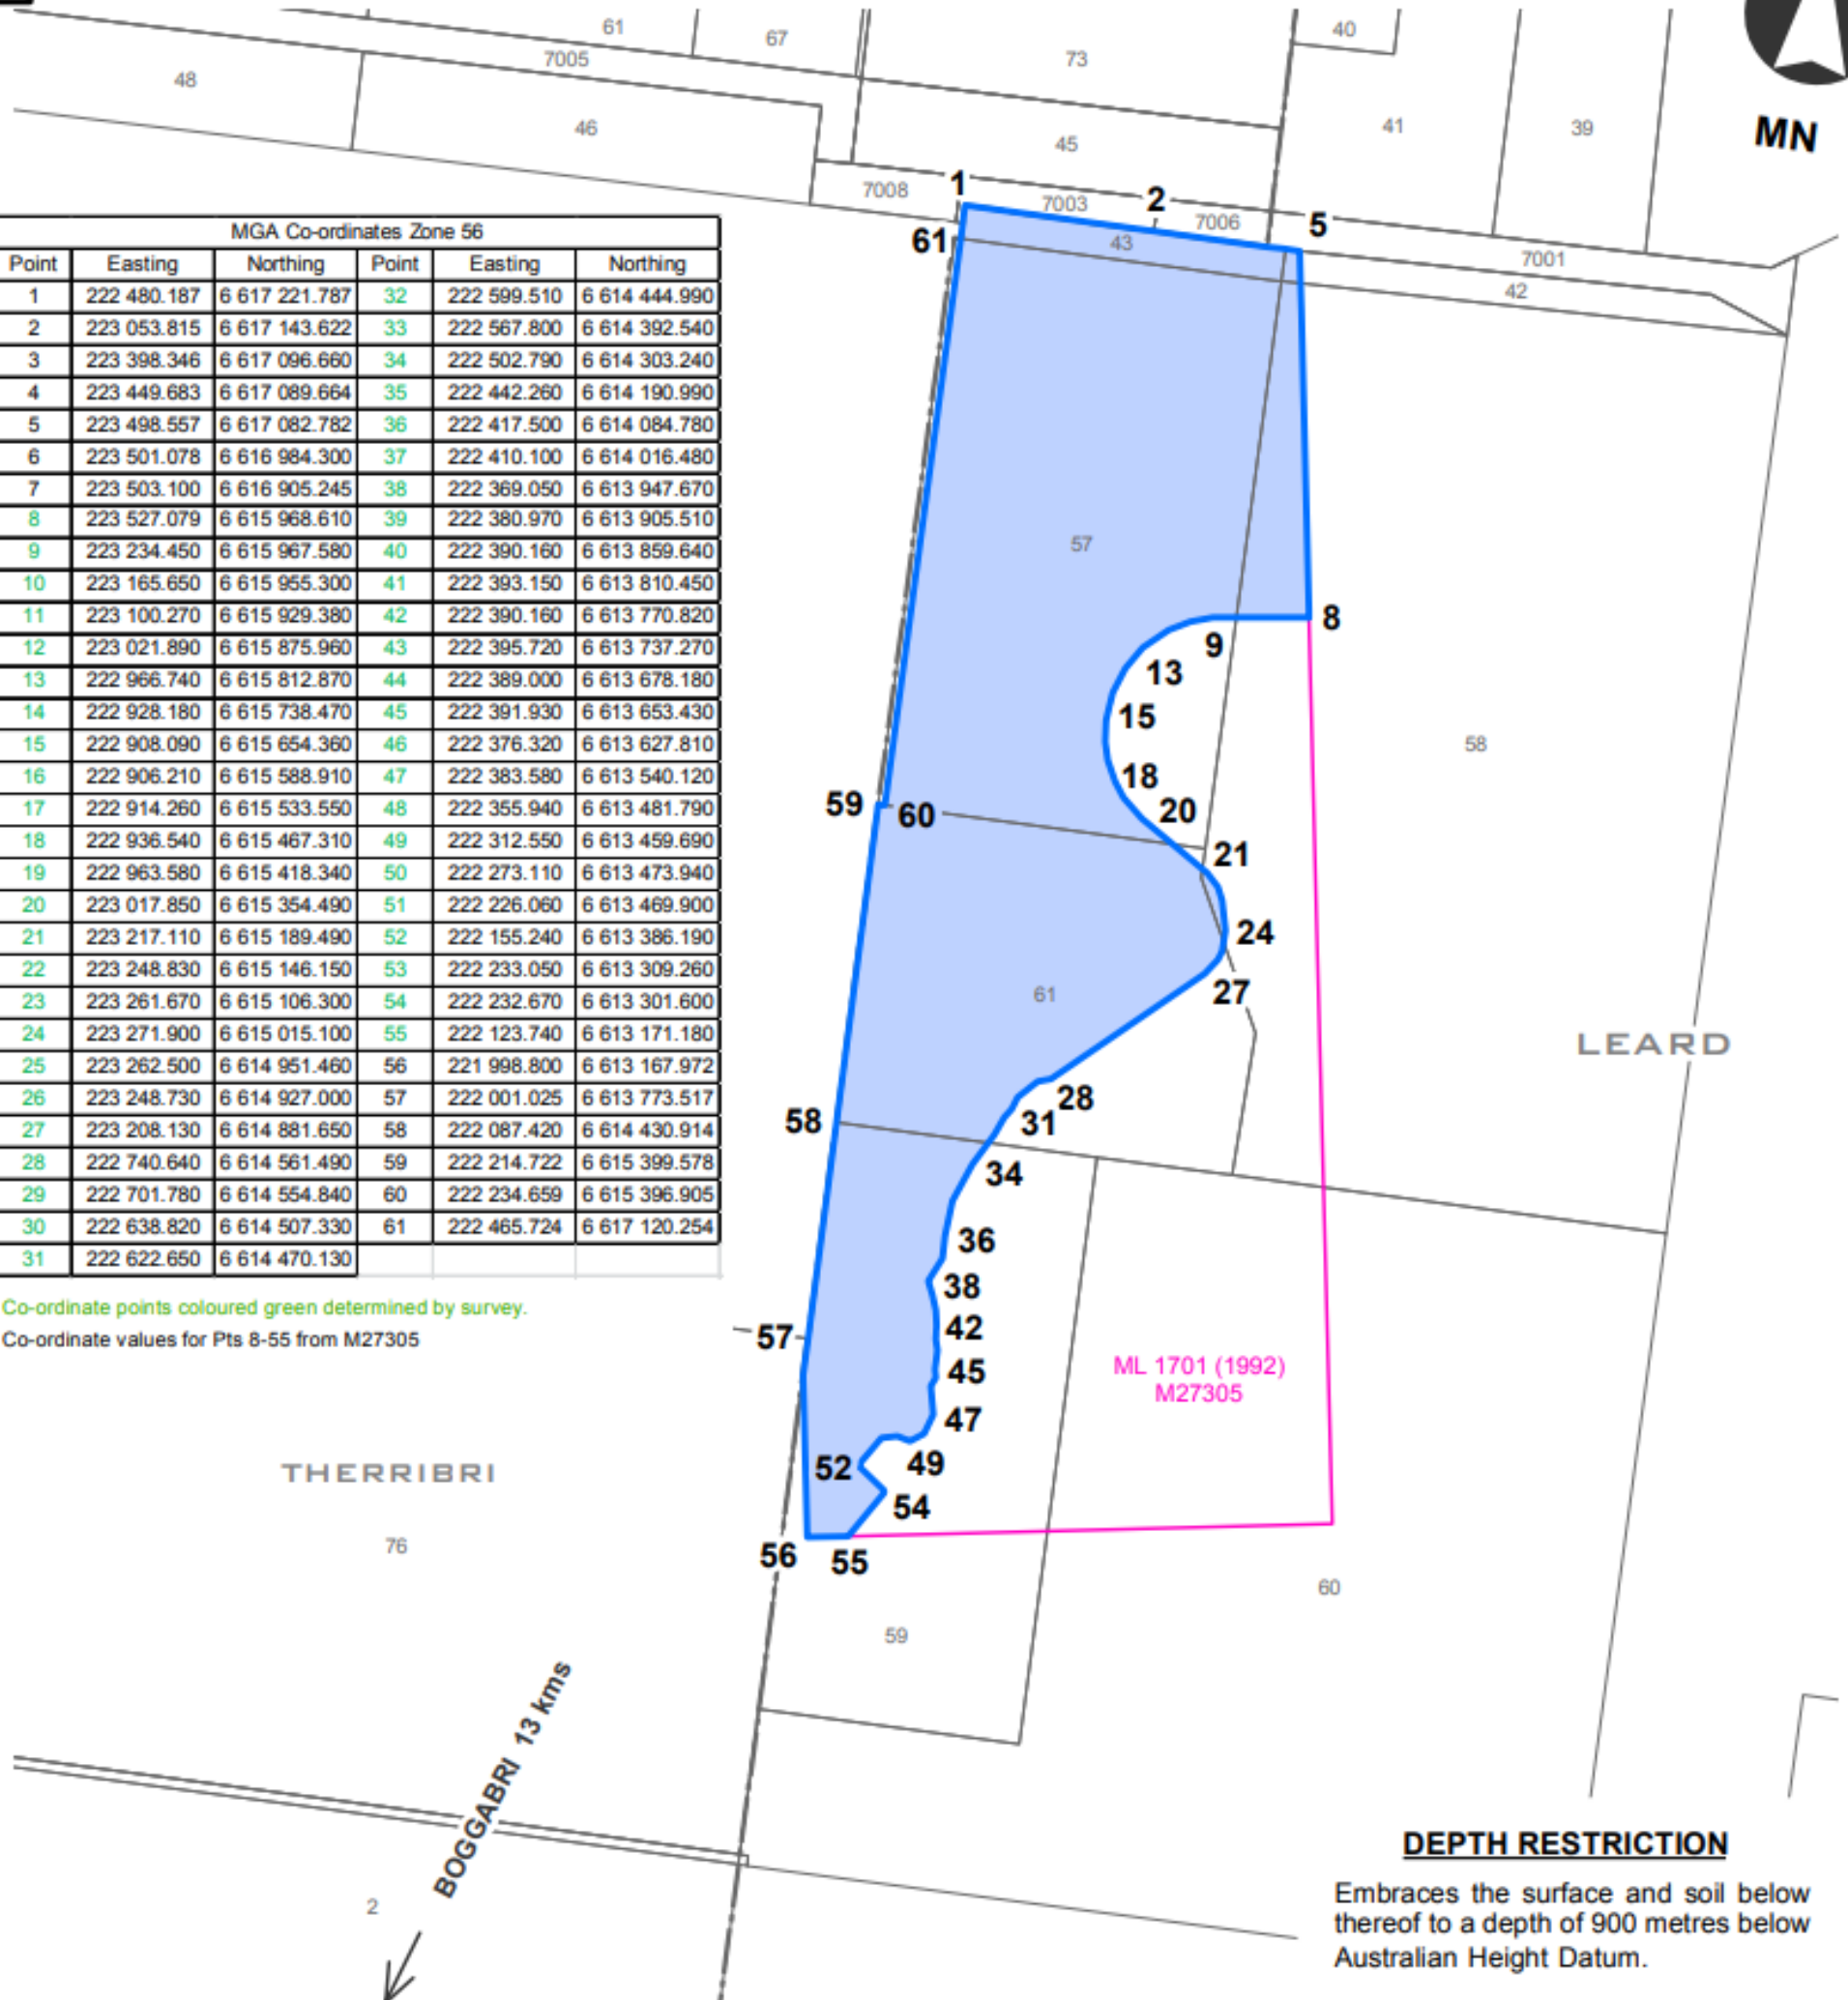 61
67
73
40
7005
48
46
45
41
39
MN
7008
1
7003
2
7006
5
61
43
7001
42
MGA Co-ordinates Zone 56
Point Easting Northing Point Easting Northing
1 222 480.187 6 617 221.787 32 222 599.510 6 614 444.990
2 223 053.815 6 617 143.622 33 222 567.800 6 614 392.540
3 223 398.346 6 617 096.660 34 222 502.790 6 614 303.240
4 223 449.683 6 617 089.664 35 222 442.260 6 614 190.990
5 223 498.557 6 617 082.782 36 222 417.500 6 614 084.780
6 223 501.078 6 616 984.300 37 222 410.100 6 614 016.480
7 223 503.100 6 616 905.245 38 222 369.050 6 613 947.670
8 223 527.079 6 615 968.610 39 222 380.970 6 613 905.510
9 223 234.450 6 615 967.580 40 222 390.160 6 613 859.640
10 223 165.650 6 615 955.300 41 222 393.150 6 613 810.450
11 223 100.270 6 615 929.380 42 222 390.160 6 613 770.820
12 223 021.890 6 615 875.960 43 222 395.720 6 613 737.270
13 222 966.740 6 615 812.870 44 222 389.000 6 613 678.180
14 222 928.180 6 615 738.470 45 222 391.930 6 613 653.430
15 222 908.090 6 615 654.360 46 222 376.320 6 613 627.810
16 222 906.210 6 615 588.910 47 222 383.580 6 613 540.120
17 222 914.260 6 615 533.550 48 222 355.940 6 613 481.790
18 222 936.540 6 615 467.310 49 222 312.550 6 613 459.690
19 222 963.580 6 615 418.340 50 222 273.110 6 613 473.940
20 223 017.850 6 615 354.490 51 222 226.060 6 613 469.900
21 223 217.110 6 615 189.490 52 222 155.240 6 613 386.190
22 223 248.830 6 615 146.150 53 222 233.050 6 613 309.260
23 223 261.670 6 615 106.300 54 222 232.670 6 613 301.600
24 223 271.900 6 615 015.100 55 222 123.740 6 613 171.180
25 223 262.500 6 614 951.460 56 221 998.800 6 613 167.972
26 223 248.730 6 614 927.000 57 222 001.025 6 613 773.517
27 223 208.130 6 614 881.650 58 222 087.420 6 614 430.914
28 222 740.640 6 614 561.490 59 222 214.722 6 615 399.578
29 222 701.780 6 614 554.840 60 222 234.659 6 615 396.905
30 222 638.820 6 614 507.330 61 222 465.724 6 617 120.254
31 222 622.650 6 614 470.130
Co-ordinate points coloured green determined by survey.
Co-ordinate values for Pts 8-55 from M27305
57
8
9
13
15
58
18
20
59
60
21
24
27
61
LEARD
28
31
58
34
36
38
42
57
45
ML 1701 (1992)
M27305
47
49
52
54
56
55
THERRIBRI
76
60
59
BOGGABRI 13 kms
2
DEPTH RESTRICTION
Embraces the surface and soil below
thereof to a depth of 900 metres below
Australian Height Datum.